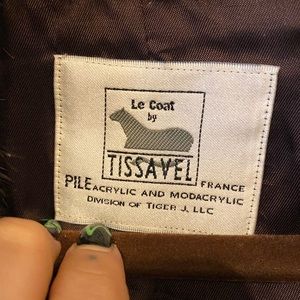 Le Coat
by
TISSAVEL
FRANCE
PILE ACRYLIC AND MODACRYLIC
DIVISION OF TIGER J, LLC